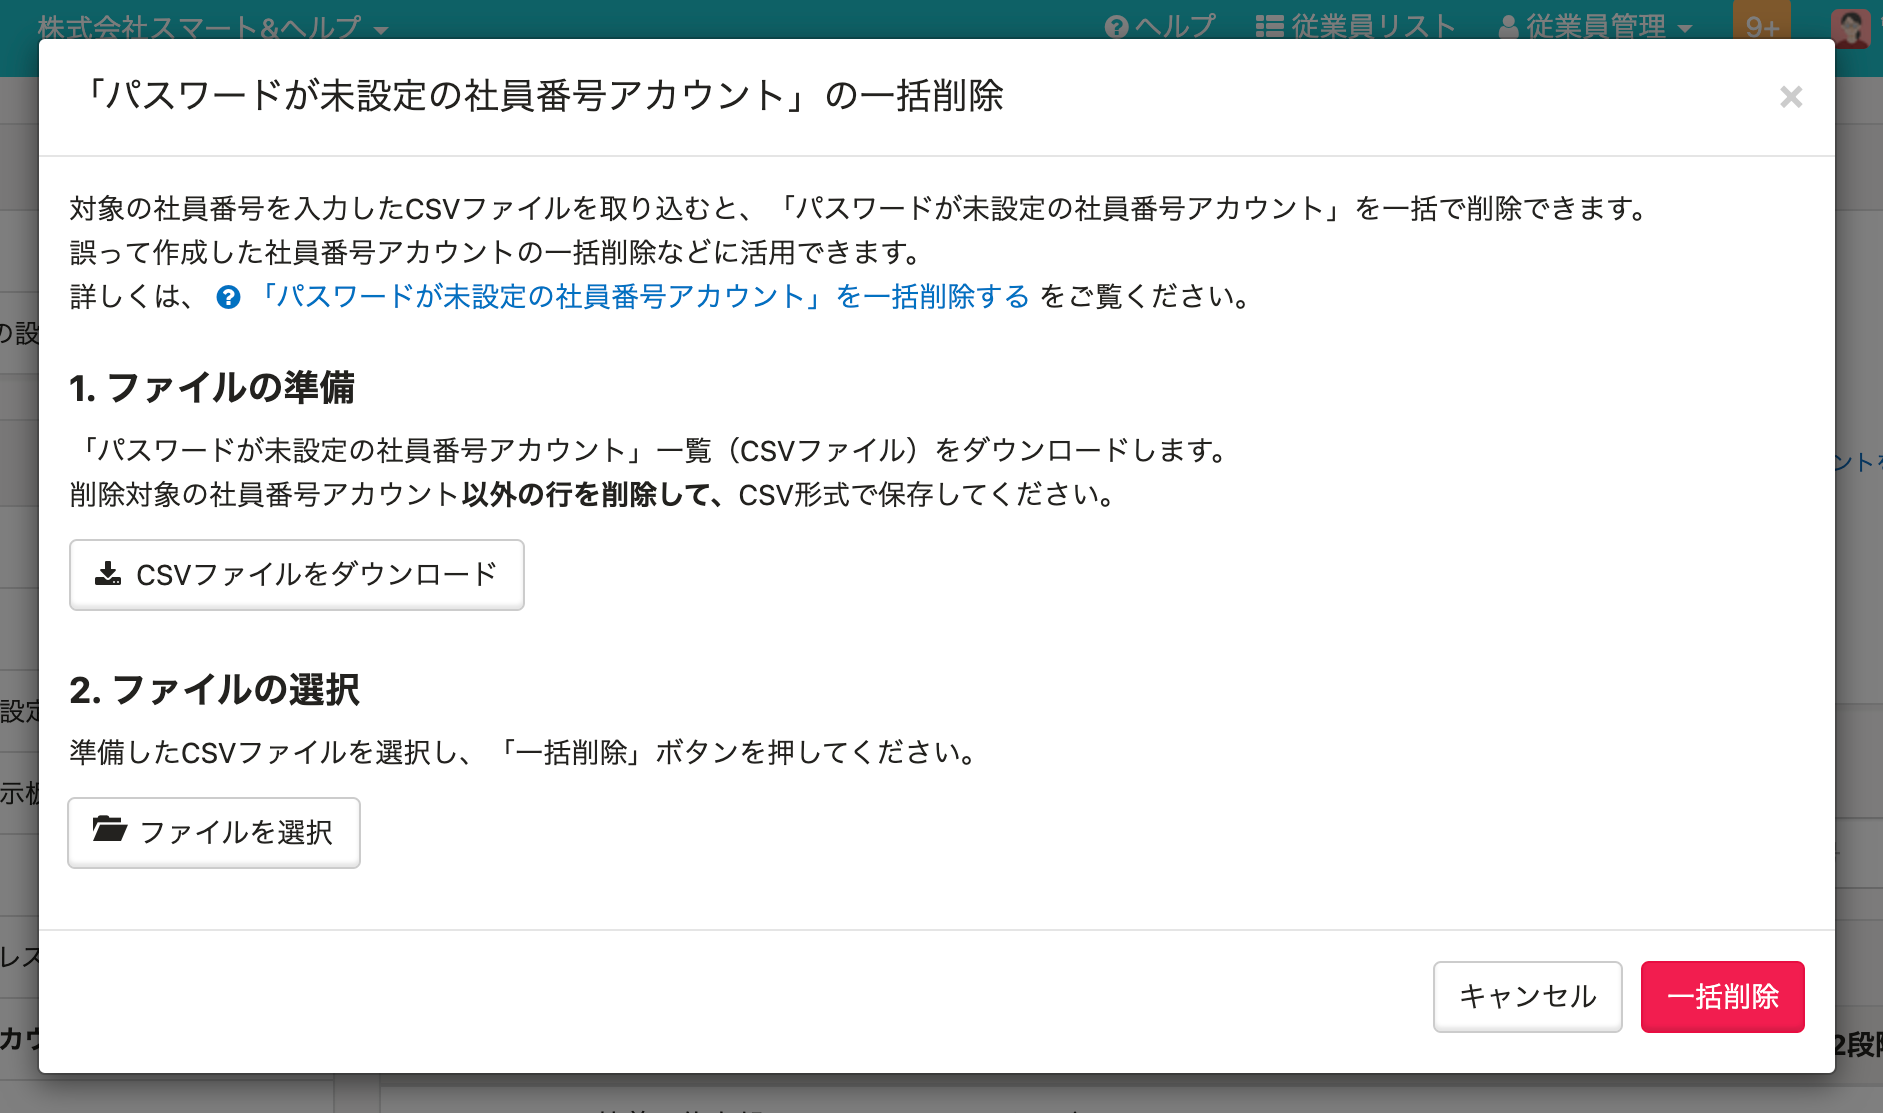 株式会社スマート&ヘルプ
ヘルプ
従業員リスト
従業員管理
9+
「パスワードが未設定の社員番号アカウント」の一括削除
×
対象の社員番号を入力したCSVファイルを取り込むと、「パスワードが未設定の社員番号アカウント」を一括で削除できます。
誤って作成した社員番号アカウントの一括削除などに活用できます。
詳しくは、 ? 「パスワードが未設定の社員番号アカウント」を一括削除する をご覧ください。
の設
1. ファイルの準備
「パスワードが未設定の社員番号アカウント」一覧（CSVファイル）をダウンロードします。
ントを
削除対象の社員番号アカウント以外の行を削除して、CSV形式で保存してください。
CSVファイルをダウンロード
2. ファイルの選択
設定
準備したCSVファイルを選択し、「一括削除」ボタンを押してください。
示板
ファイルを選択
レス
キャンセル
一括削除
カウ
2段階